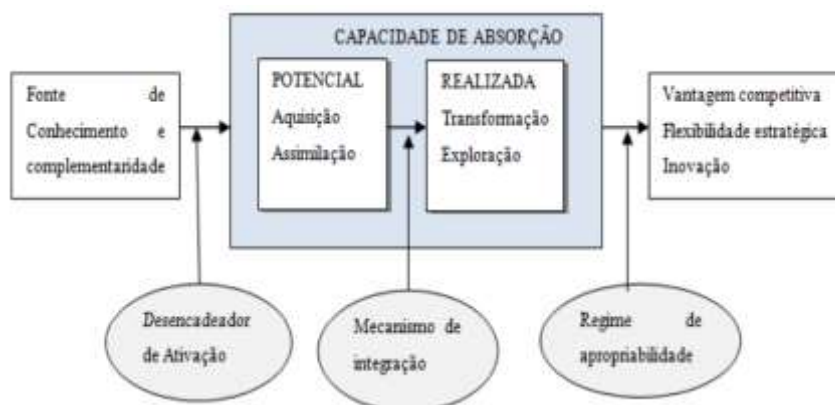 CAPACIDADE DE ABSORÇÃO
Fonte de
Conhecimento e
complementaridade
POTENCIAL
Aquisição
Assimilação
REALIZADA
Transformação
Exploração
Vantagem competitiva
Flexibilidade estratégica
Inovação
Desencadeador
de Ativação
Mecanismo de
integração
Regime de
apropriabilidade